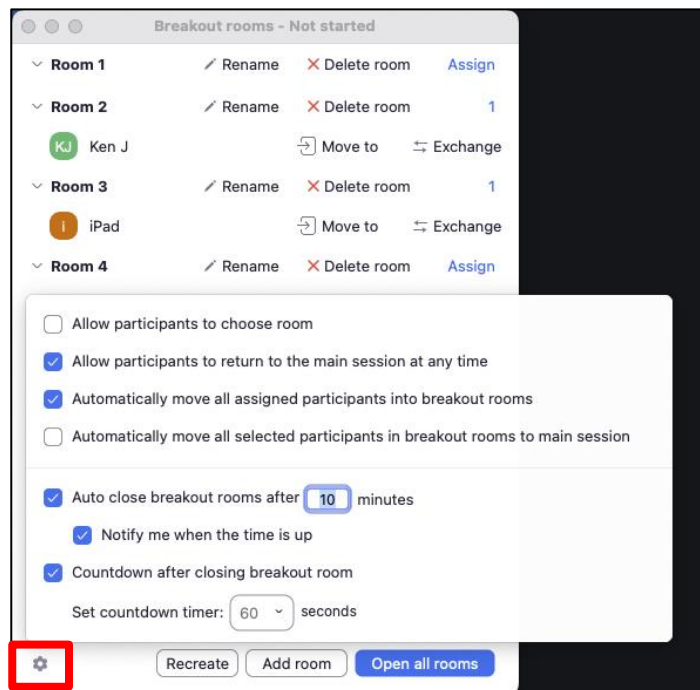 Breakout rooms - Not started
Room 1 Rename Delete room Assign
Room 2 Rename Delete room 1
KJ Ken J Move to Exchange
Room 3 Rename Delete room 1
i iPad Move to Exchange
Room 4 Rename Delete room Assign
Allow participants to choose room
Allow participants to return to the main session at any time
Automatically move all assigned participants into breakout rooms
Automatically move all selected participants in breakout rooms to main session
Auto close breakout rooms after 10 minutes
Notify me when the time is up
Countdown after closing breakout room
Set countdown timer: 60 seconds
Recreate Add room Open all rooms